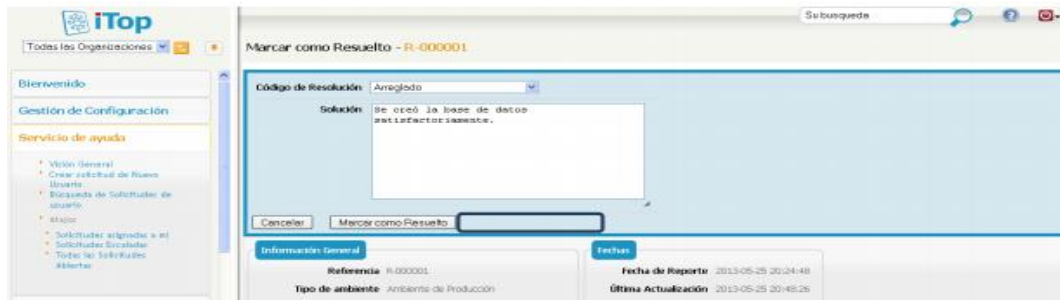 iTop
Su busqueda
Todas las Organizaciones
Marcar como Resuelto - R-000001
Bienvenido
Gestión de Configuración
Servicio de ayuda
Visión General
Crear solicitud de Nuevo
Usuario
Búsqueda de Solicitudes de
usuario
Solicitudes asignadas a mi
Solicitudes Escaladas
Todas las Solicitudes
Abiertas
Código de Resolución Arreglado
Solución Se creó la base de datos
satisfactoriamente.
Cancelar Marcar como Resuelto
Información General
Referencia R-000001
Tipo de ambiente Ambiente de Producción
Fechas
Fecha de Reporte 2013-05-25 20:24:48
Última Actualización 2013-05-25 20:48:26